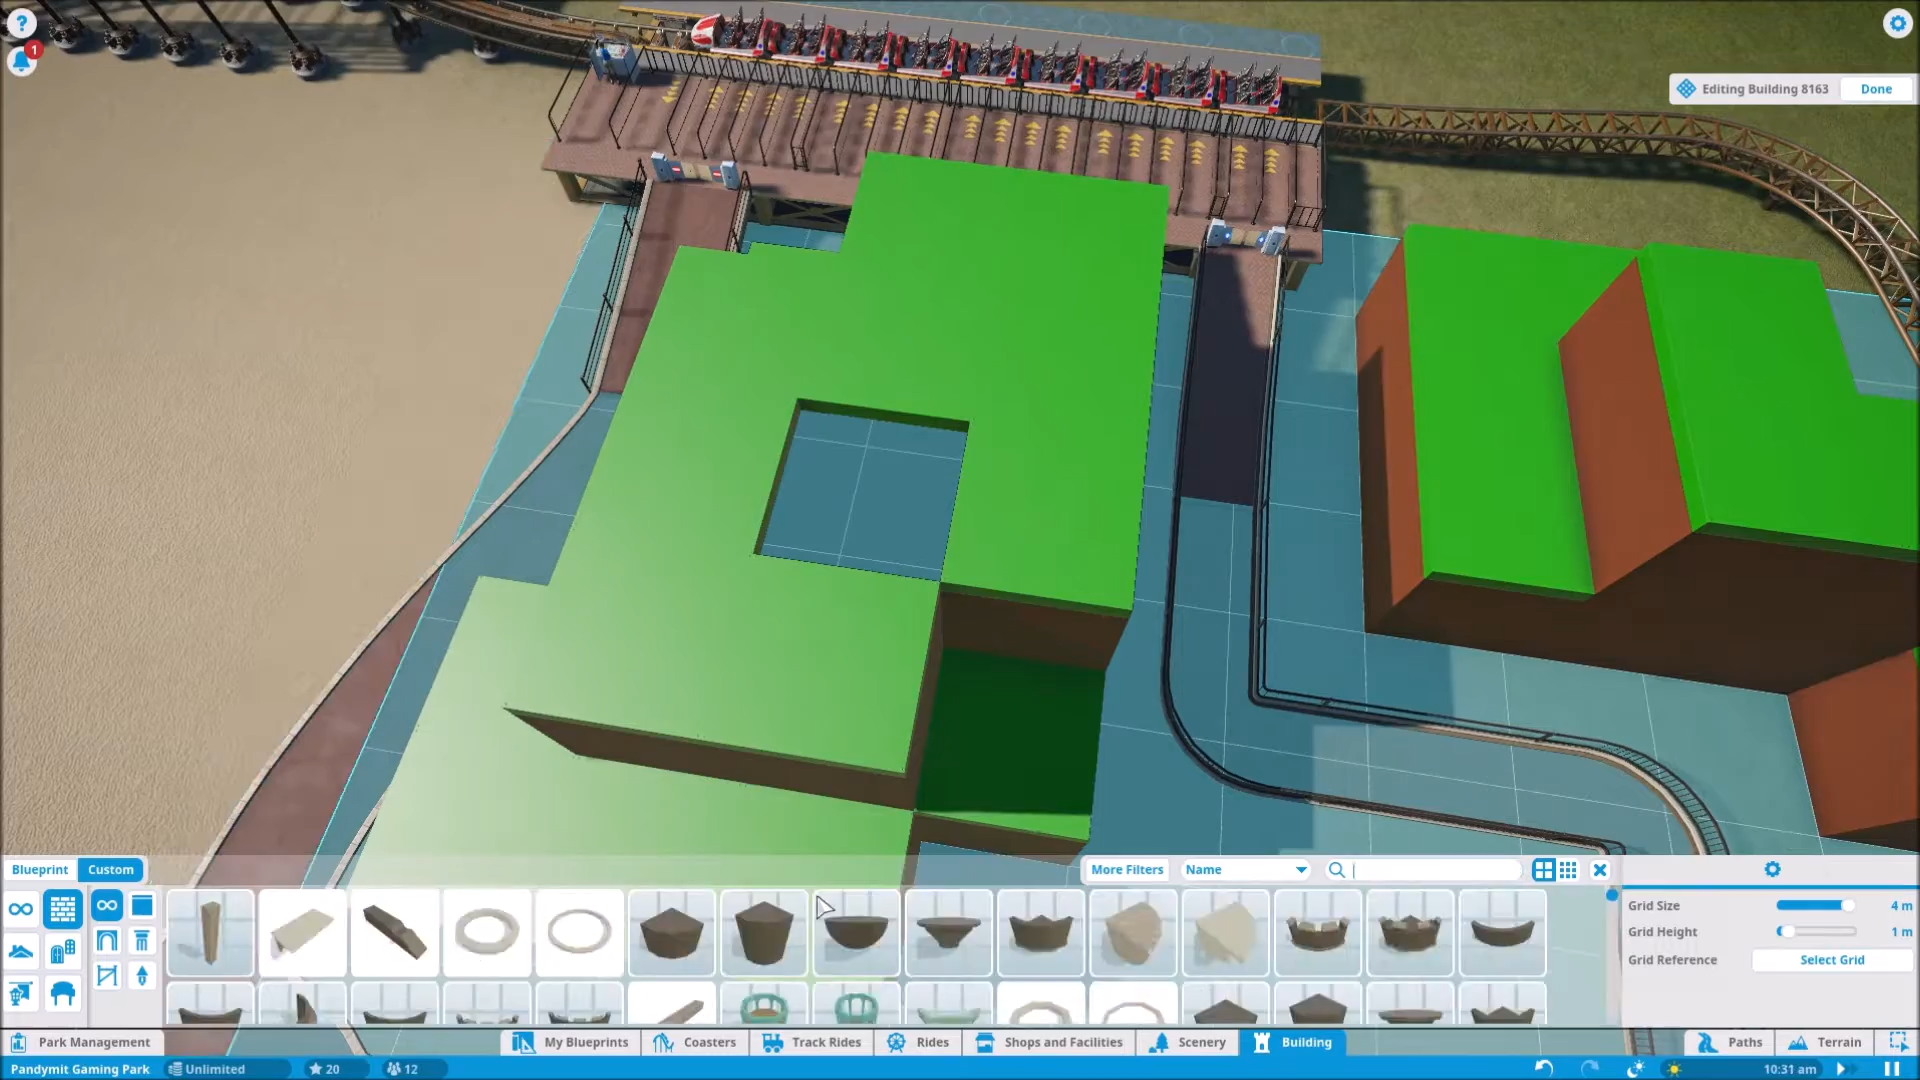 ?
1
Editing Building 8163
Done
Blueprint
Custom
More Filters
Name
Grid Size
4 m
Grid Height
1 m
Grid Reference
Select Grid
Park Management
My Blueprints
Coasters
Track Rides
Rides
Shops and Facilities
Scenery
Building
Paths
Terrain
Pandymit Gaming Park
Unlimited
20
12
10:31 am